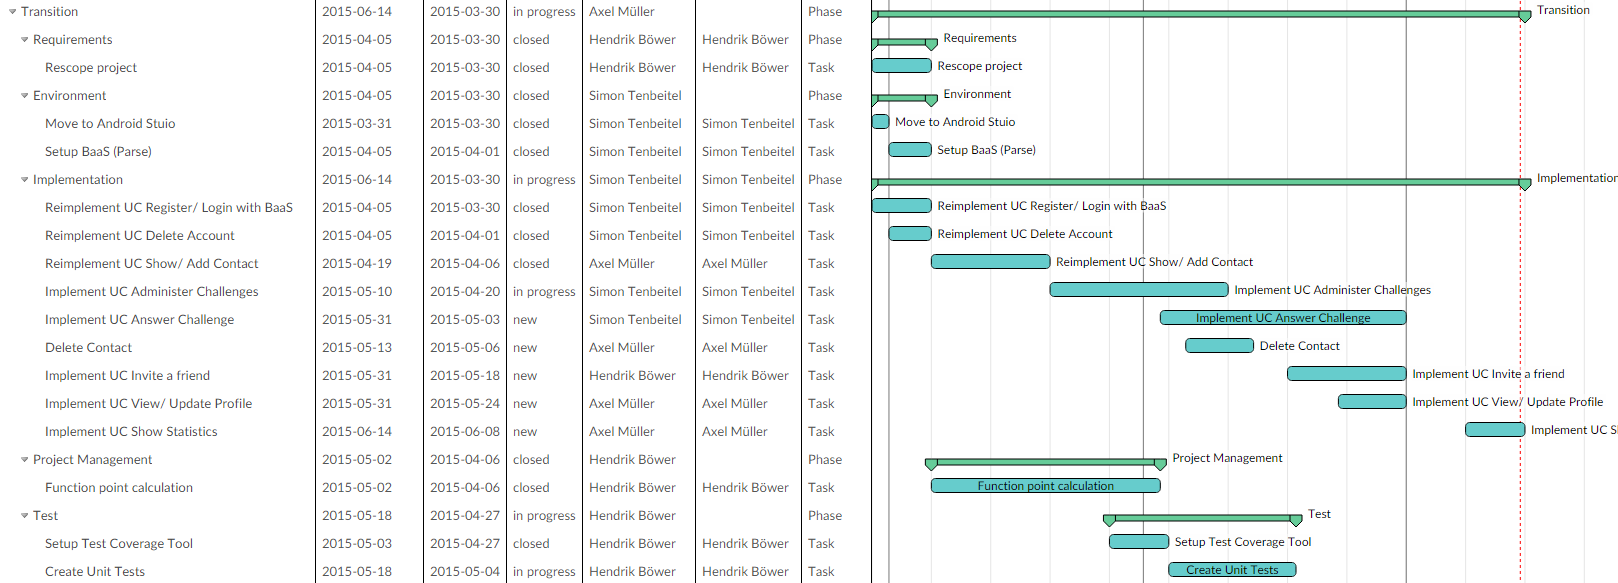 Transition 2015-06-14 2015-03-30 in progress Axel Müller Phase Transition
Requirements 2015-04-05 2015-03-30 closed Hendrik Böwer Hendrik Böwer Phase Requirements
Rescope project 2015-04-05 2015-03-30 closed Hendrik Böwer Hendrik Böwer Task Rescope project
Environment 2015-04-05 2015-03-30 closed Simon Tenbeitel Phase Environment
Move to Android Stuio 2015-03-31 2015-03-30 closed Simon Tenbeitel Simon Tenbeitel Task Move to Android Stuio
Setup BaaS (Parse) 2015-04-05 2015-04-01 closed Simon Tenbeitel Simon Tenbeitel Task Setup BaaS (Parse)
Implementation 2015-06-14 2015-03-30 in progress Simon Tenbeitel Simon Tenbeitel Phase Implementation
Reimplement UC Register/ Login with BaaS 2015-04-05 2015-03-30 closed Simon Tenbeitel Simon Tenbeitel Task Reimplement UC Register/ Login with BaaS
Reimplement UC Delete Account 2015-04-05 2015-04-01 closed Simon Tenbeitel Simon Tenbeitel Task Reimplement UC Delete Account
Reimplement UC Show/ Add Contact 2015-04-19 2015-04-06 closed Axel Müller Axel Müller Task Reimplement UC Show/ Add Contact
Implement UC Administer Challenges 2015-05-10 2015-04-20 in progress Simon Tenbeitel Simon Tenbeitel Task Implement UC Administer Challenges
Implement UC Answer Challenge 2015-05-31 2015-05-03 new Simon Tenbeitel Simon Tenbeitel Task Implement UC Answer Challenge
Delete Contact 2015-05-13 2015-05-06 new Axel Müller Axel Müller Task Delete Contact
Implement UC Invite a friend 2015-05-31 2015-05-18 new Hendrik Böwer Hendrik Böwer Task Implement UC Invite a friend
Implement UC View/ Update Profile 2015-05-31 2015-05-24 new Axel Müller Axel Müller Task Implement UC View/ Update Profile
Implement UC Show Statistics 2015-06-14 2015-06-08 new Axel Müller Axel Müller Task Implement UC S
Project Management 2015-05-02 2015-04-06 closed Hendrik Böwer Phase Project Management
Function point calculation 2015-05-02 2015-04-06 closed Hendrik Böwer Hendrik Böwer Task Function point calculation
Test 2015-05-18 2015-04-27 in progress Hendrik Böwer Phase Test
Setup Test Coverage Tool 2015-05-03 2015-04-27 closed Hendrik Böwer Hendrik Böwer Task Setup Test Coverage Tool
Create Unit Tests 2015-05-18 2015-05-04 in progress Hendrik Böwer Hendrik Böwer Task Create Unit Tests